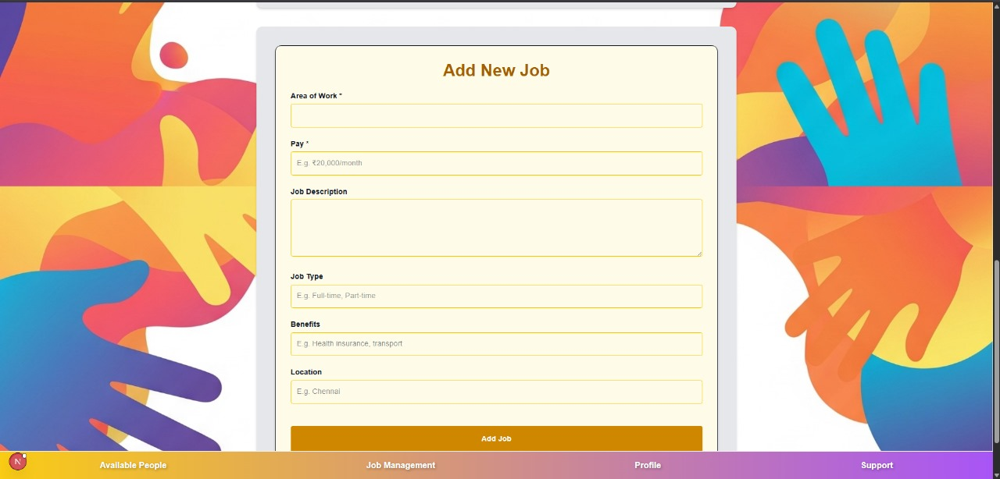 Add New Job
Area of Work *
Pay *
E.g. ₹20,000/month
Job Description
Job Type
E.g. Full-time, Part-time
Benefits
E.g. Health insurance, transport
Location
E.g. Chennai
Add Job
N
Available People
Job Management
Profile
Support